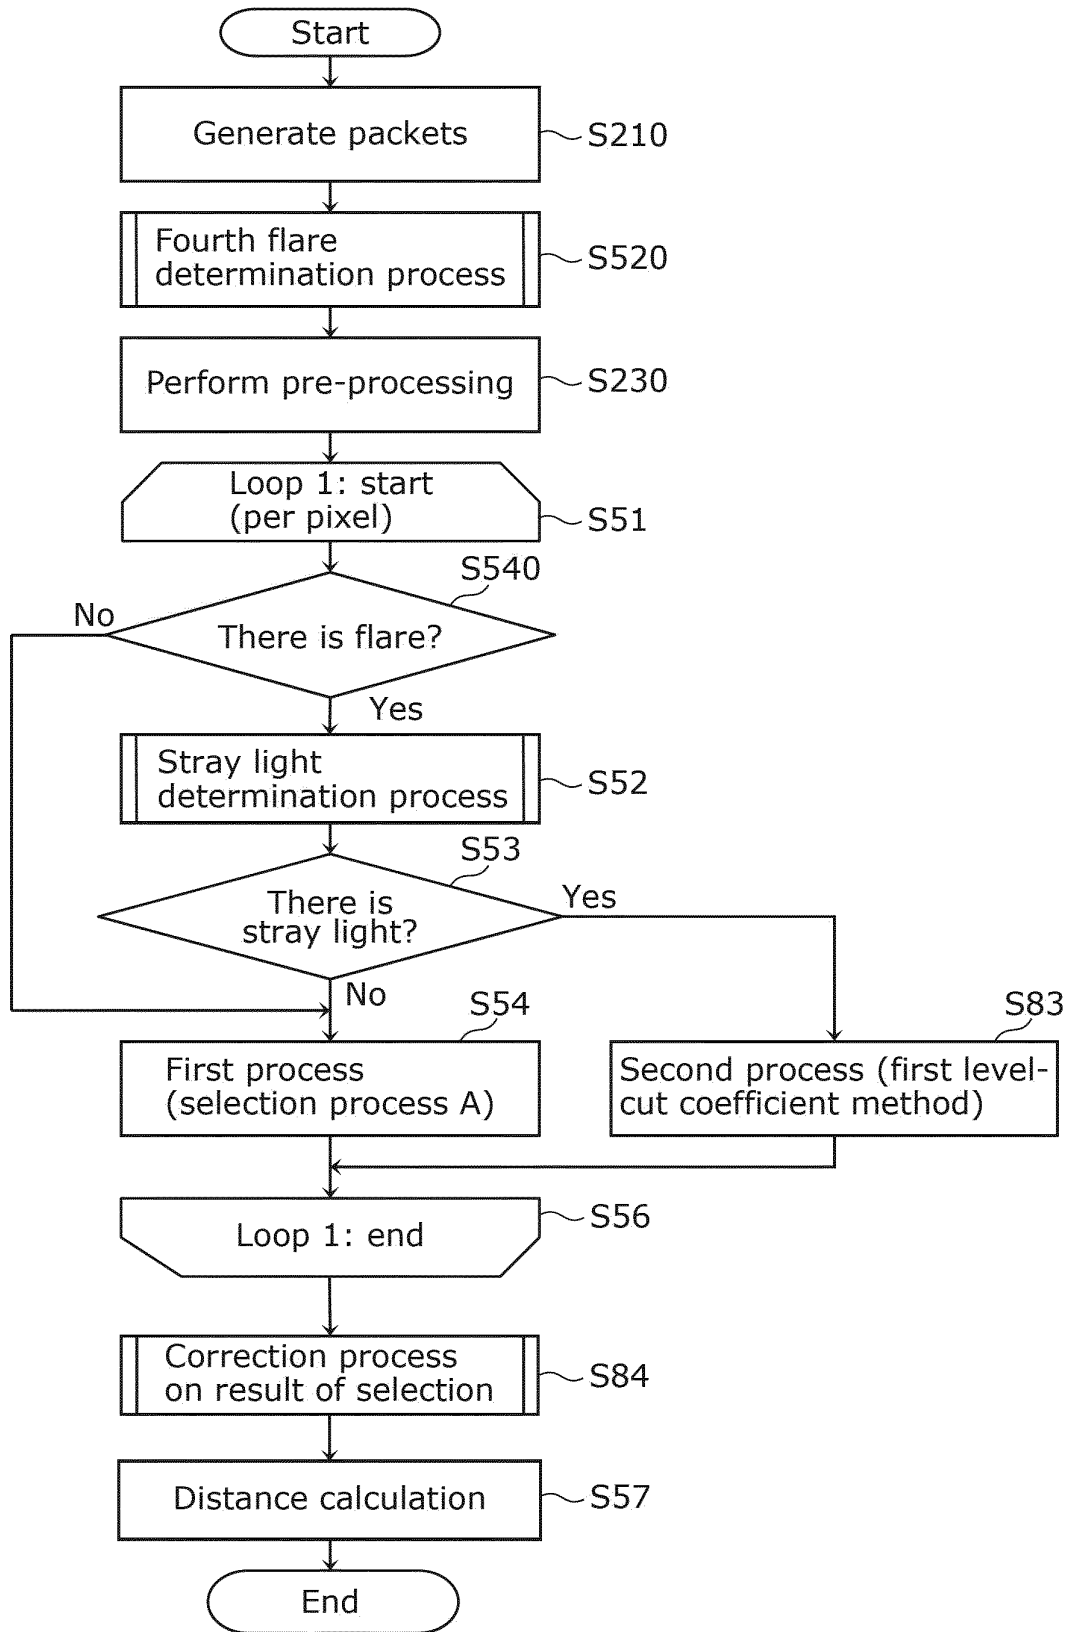 Start
Generate packets
S210
Fourth flare
determination process
S520
Perform pre-processing
S230
Loop 1: start
(per pixel)
S51
S540
No
There is flare?
Yes
Stray light
determination process
S52
S53
There is
stray light?
Yes
No
S54
S83
First process
(selection process A)
Second process (first level-
cut coefficient method)
Loop 1: end
S56
Correction process
on result of selection
S84
Distance calculation
S57
End